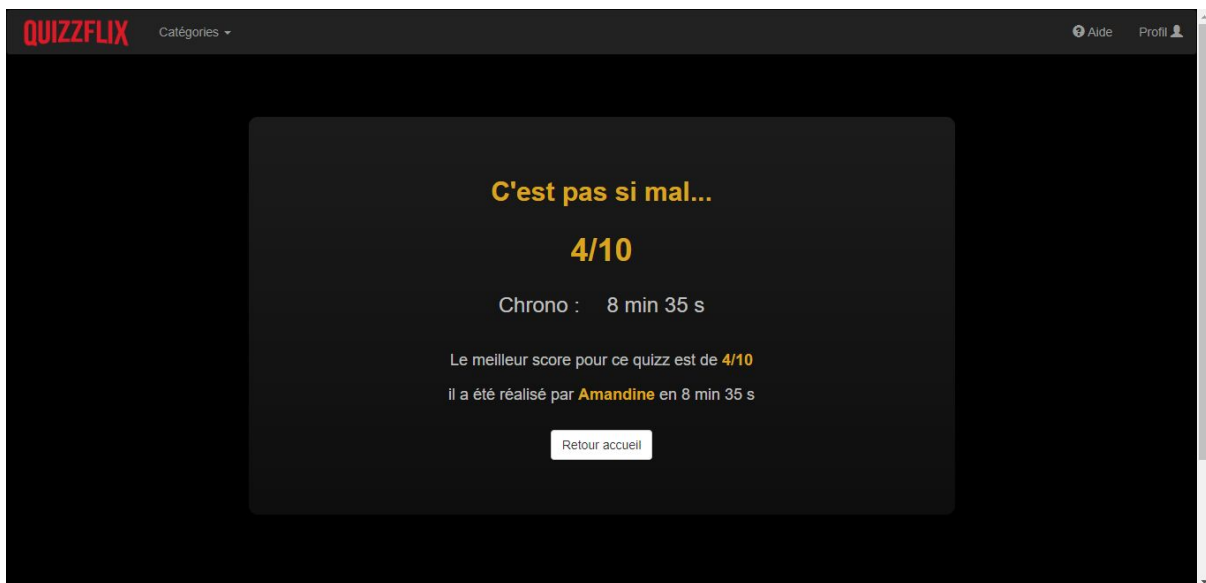 QUIZZFLIX Catégories Aide Profil
C'est pas si mal...
4/10
Chrono : 8 min 35 s
Le meilleur score pour ce quizz est de 4/10
il a été réalisé par Amandine en 8 min 35 s
Retour accueil